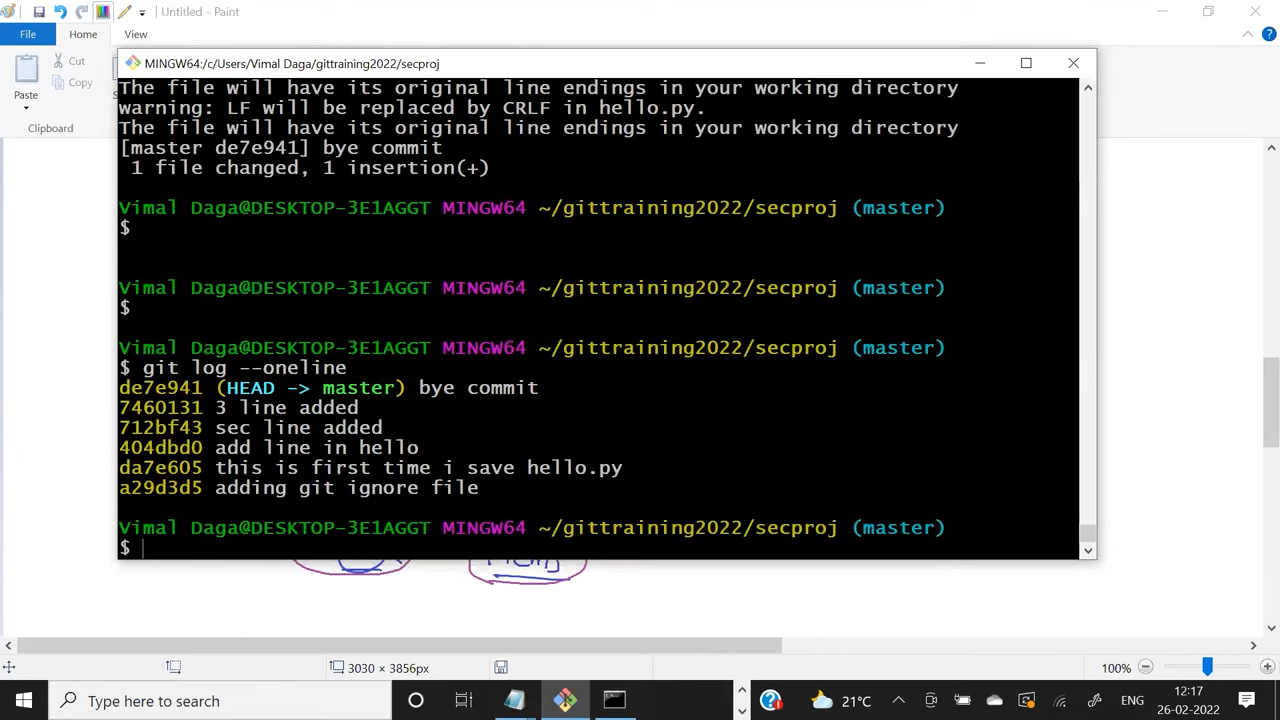 Untitled - Paint
File Home View
Cut
Copy
Paste
Clipboard
MINGW64:/c/Users/Vimal Daga/gittraining2022/secproj
The file will have its original line endings in your working directory
warning: LF will be replaced by CRLF in hello.py.
The file will have its original line endings in your working directory
[master de7e941] bye commit
1 file changed, 1 insertion(+)
Vimal Daga@DESKTOP-3E1AGGT MINGW64 ~/gittraining2022/secproj (master)
$
Vimal Daga@DESKTOP-3E1AGGT MINGW64 ~/gittraining2022/secproj (master)
$
Vimal Daga@DESKTOP-3E1AGGT MINGW64 ~/gittraining2022/secproj (master)
$ git log --oneline
de7e941 (HEAD -> master) bye commit
7460131 3 line added
712bf43 sec line added
404dbd0 add line in hello
da7e605 this is first time i save hello.py
a29d3d5 adding git ignore file
Vimal Daga@DESKTOP-3E1AGGT MINGW64 ~/gittraining2022/secproj (master)
$
3030 × 3856px 100%
Type here to search
21°C ENG
12:17
26-02-2022